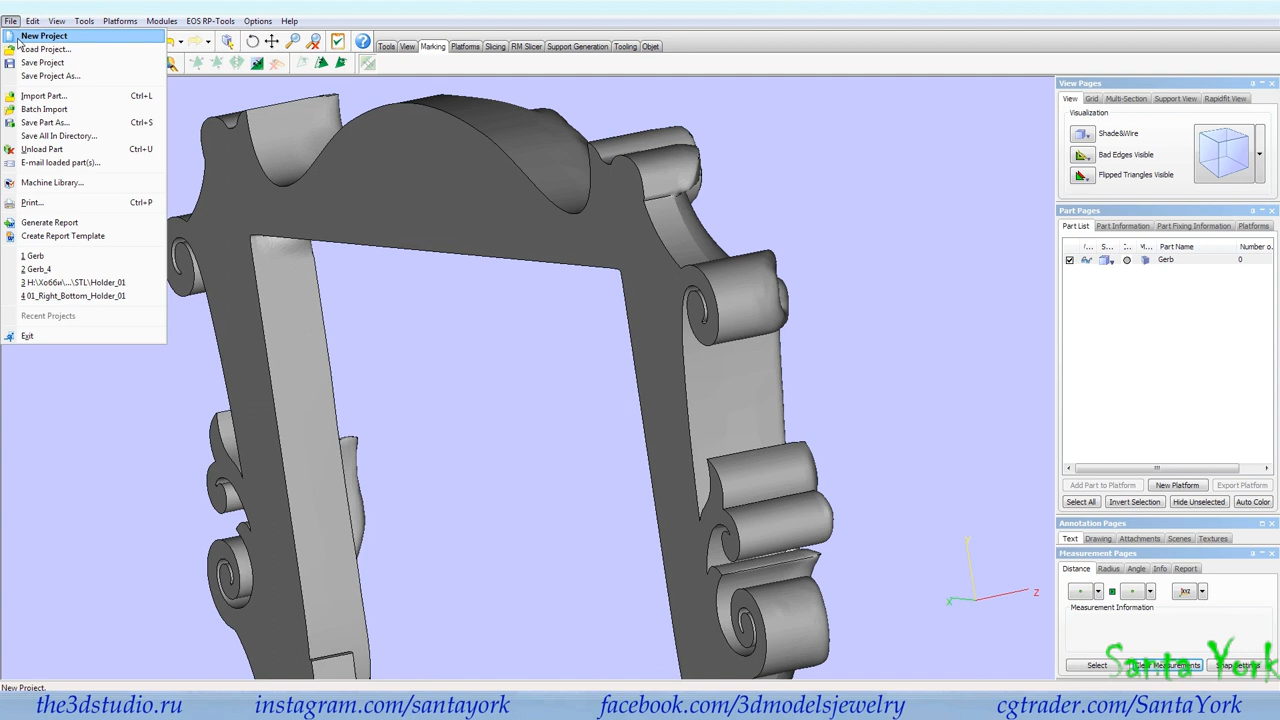 File Edit View Tools Platforms Modules EOS RP-Tools Options Help
New Project
Load Project...
Save Project
Save Project As...
Import Part... Ctrl+L
Batch Import
Save Part As... Ctrl+S
Save All In Directory...
Unload Part Ctrl+U
E-mail loaded part(s)...
Machine Library...
Print... Ctrl+P
Generate Report
Create Report Template
1 Gerb
2 Gerb_4
3 H:\Хобби\...\STL\Holder_01
4 01_Right_Bottom_Holder_01
Recent Projects
Exit
Tools View Marking Platforms Slicing RM Slicer Support Generation Tooling Objet
View Pages
View Grid Multi-Section Support View Rapidfit View
Visualization
Shade&Wire
Bad Edges Visible
Flipped Triangles Visible
Part Pages
Part List Part Information Part Fixing Information Platforms
/... S... :... ... Part Name Number o.
Gerb 0
Add Part to Platform New Platform Export Platform
Select All Invert Selection Hide Unselected Auto Color
Annotation Pages
Text Drawing Attachments Scenes Textures
Measurement Pages
Distance Radius Angle Info Report
XYZ
Measurement Information
Select Clear Measurements Snap Settings
Santa York
y
x
z
New Project.
the3dstudio.ru instagram.com/santayork facebook.com/3dmodelsjewelry cgtrader.com/SantaYork